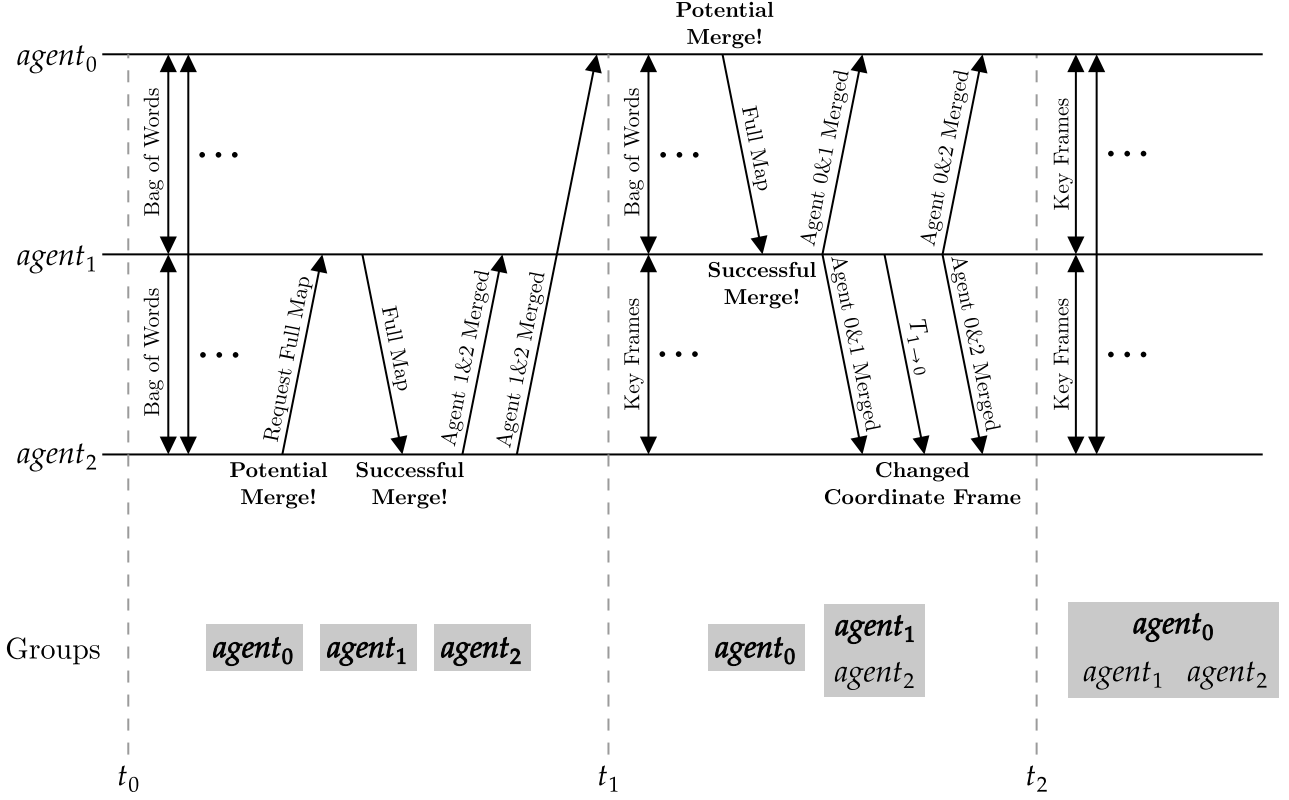 Potential
Merge!
agent₀
Bag of Words
...
Bag of Words
...
Full Map
Agent 0&1 Merged
Agent 0&2 Merged
Key Frames
...
agent₁
Successful
Merge!
Bag of Words
...
Request Full Map
Full Map
Agent 1&2 Merged
Agent 1&2 Merged
Key Frames
...
Agent 0&1 Merged
T₁→₀
Agent 0&2 Merged
Key Frames
...
agent₂
Potential
Merge!
Successful
Merge!
Changed
Coordinate Frame
Groups
agent₀
agent₁
agent₂
agent₀
agent₁
agent₂
agent₀
agent₁ agent₂
t₀
t₁
t₂